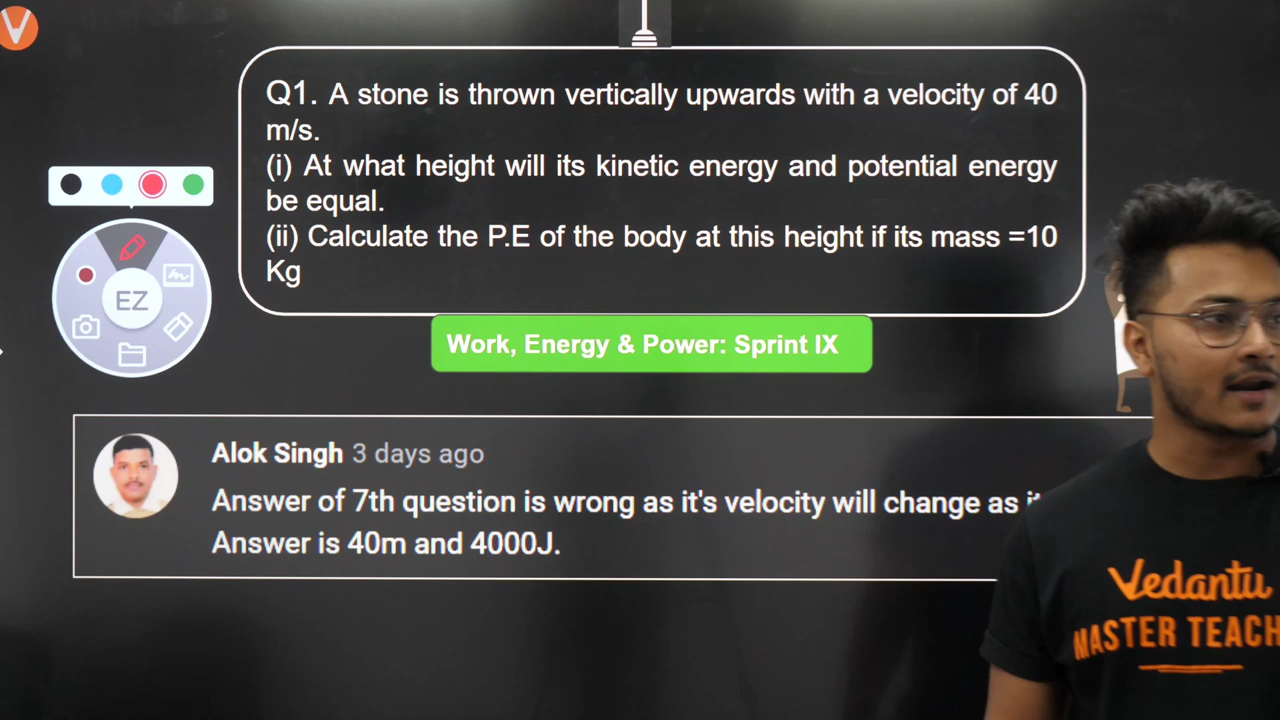 Q1. A stone is thrown vertically upwards with a velocity of 40
m/s.
(i) At what height will its kinetic energy and potential energy
be equal.
(ii) Calculate the P.E of the body at this height if its mass =10
Kg
EZ
Work, Energy & Power: Sprint IX
Alok Singh 3 days ago
Answer of 7th question is wrong as it's velocity will change as
Answer is 40m and 4000J.
Vedantu
MASTER